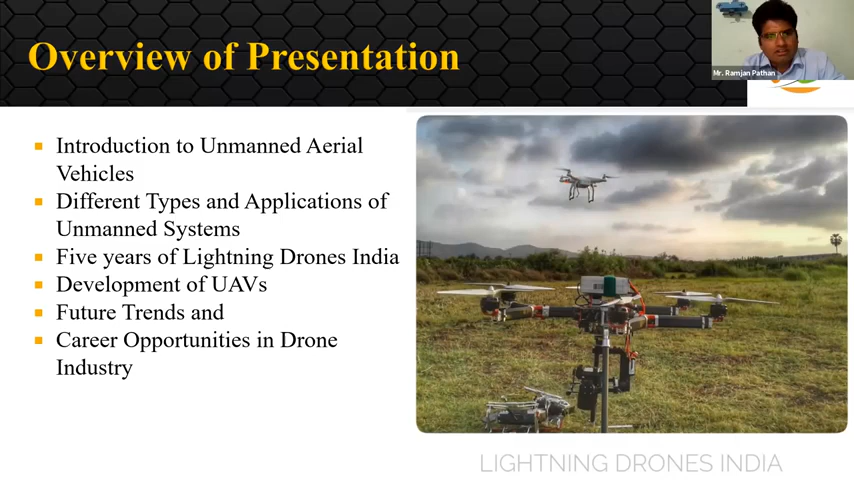 Overview of Presentation
Mr. Ramjan Pathan
Introduction to Unmanned Aerial
Vehicles
Different Types and Applications of
Unmanned Systems
Five years of Lightning Drones India
Development of UAVs
Future Trends and
Career Opportunities in Drone
Industry
LIGHTNING DRONES INDIA